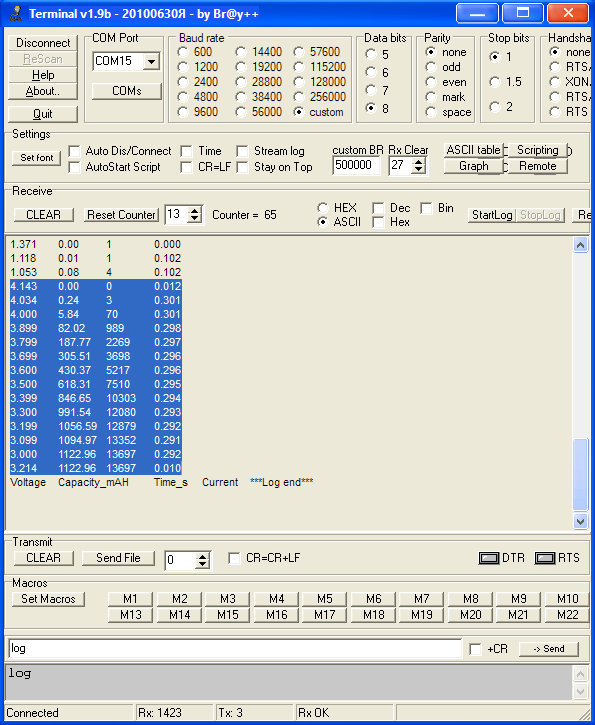 Terminal v1.9b - 20100630Я - by Br@y++
Disconnect
ReScan
Help
About..
Quit
COM Port
COM15
COMs
Baud rate
600 14400 57600
1200 19200 115200
2400 28800 128000
4800 38400 256000
9600 56000 custom
Data bits
5
6
7
8
Parity
none
odd
even
mark
space
Stop bits
1
1.5
2
Handsha
none
RTS/
XON.
RTS/
RTS
Settings
Set font
Auto Dis/Connect Time Stream log
AutoStart Script CR=LF Stay on Top
custom BR Rx Clear
500000 27
ASCII table Scripting
Graph Remote
Receive
CLEAR Reset Counter 13 Counter = 65
HEX Dec Bin
ASCII Hex
StartLog StopLog Re
1.371 0.00 1 0.000
1.118 0.01 1 0.102
1.053 0.08 4 0.102
4.143 0.00 0 0.012
4.034 0.24 3 0.301
4.000 5.84 70 0.301
3.899 82.02 989 0.298
3.799 187.77 2269 0.297
3.699 305.51 3698 0.296
3.600 430.37 5217 0.296
3.500 618.31 7510 0.295
3.399 846.65 10303 0.294
3.300 991.54 12080 0.293
3.199 1056.59 12879 0.292
3.099 1094.97 13352 0.291
3.000 1122.96 13697 0.292
3.214 1122.96 13697 0.010
Voltage Capacity_mAH Time_s Current ***Log end***
Transmit
CLEAR Send File 0 CR=CR+LF DTR RTS
Macros
Set Macros
M1 M2 M3 M4 M5 M6 M7 M8 M9 M10
M13 M14 M15 M16 M17 M18 M19 M20 M21 M22
log +CR -> Send
log
Connected Rx: 1423 Tx: 3 Rx OK